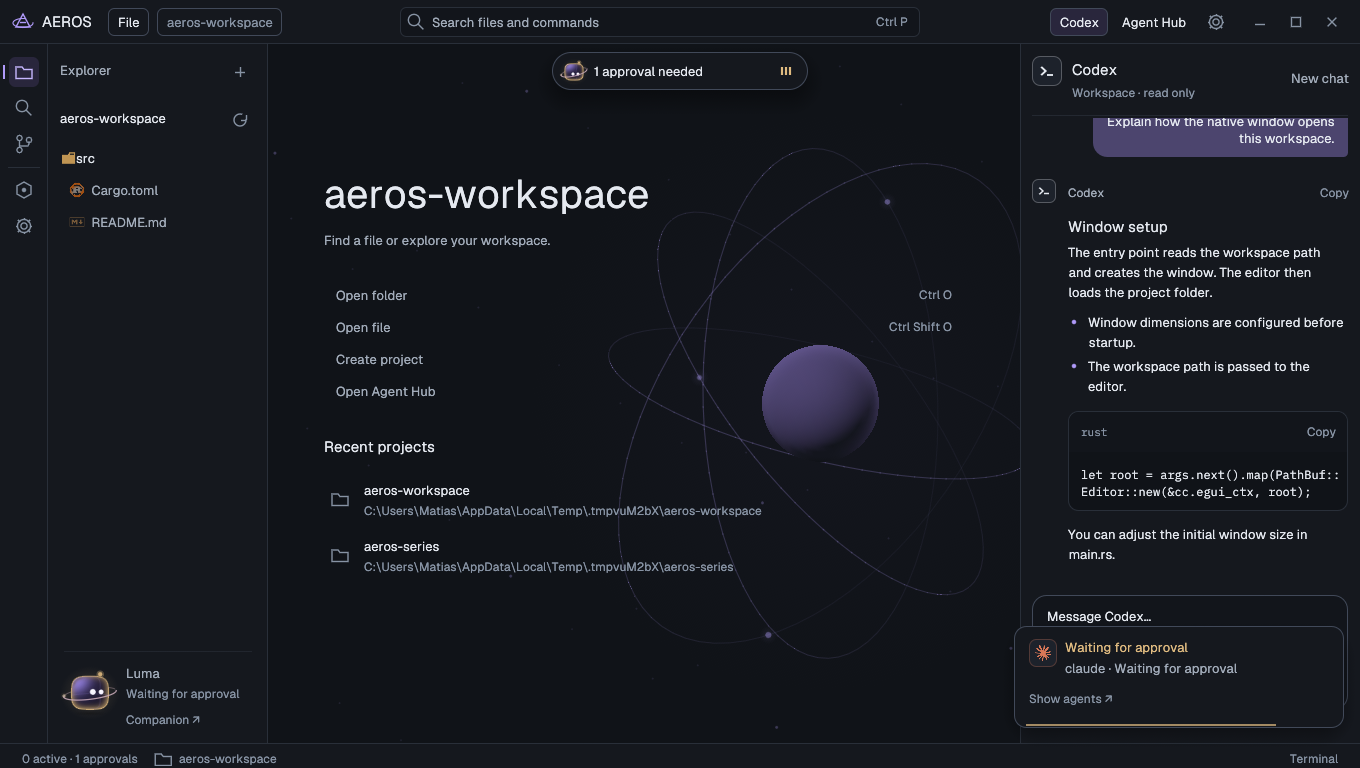 AEROS
File
aeros-workspace
Search files and commands
Ctrl P
Codex
Agent Hub
Explorer
aeros-workspace
src
Cargo.toml
README.md
Luma
Waiting for approval
Companion ↗
1 approval needed
aeros-workspace
Find a file or explore your workspace.
Open folder
Ctrl O
Open file
Ctrl Shift O
Create project
Open Agent Hub
Recent projects
aeros-workspace
C:\Users\Matias\AppData\Local\Temp\.tmpvuM2bX\aeros-workspace
aeros-series
C:\Users\Matias\AppData\Local\Temp\.tmpvuM2bX\aeros-series
Codex
Workspace · read only
New chat
Explain how the native window opens
this workspace.
Codex
Copy
Window setup
The entry point reads the workspace path
and creates the window. The editor then
loads the project folder.
• Window dimensions are configured before
startup.
• The workspace path is passed to the
editor.
rust
Copy
let root = args.next().map(PathBuf::
Editor::new(&cc.egui_ctx, root);
You can adjust the initial window size in
main.rs.
Message Codex…
Waiting for approval
claude · Waiting for approval
Show agents ↗
0 active · 1 approvals
aeros-workspace
Terminal